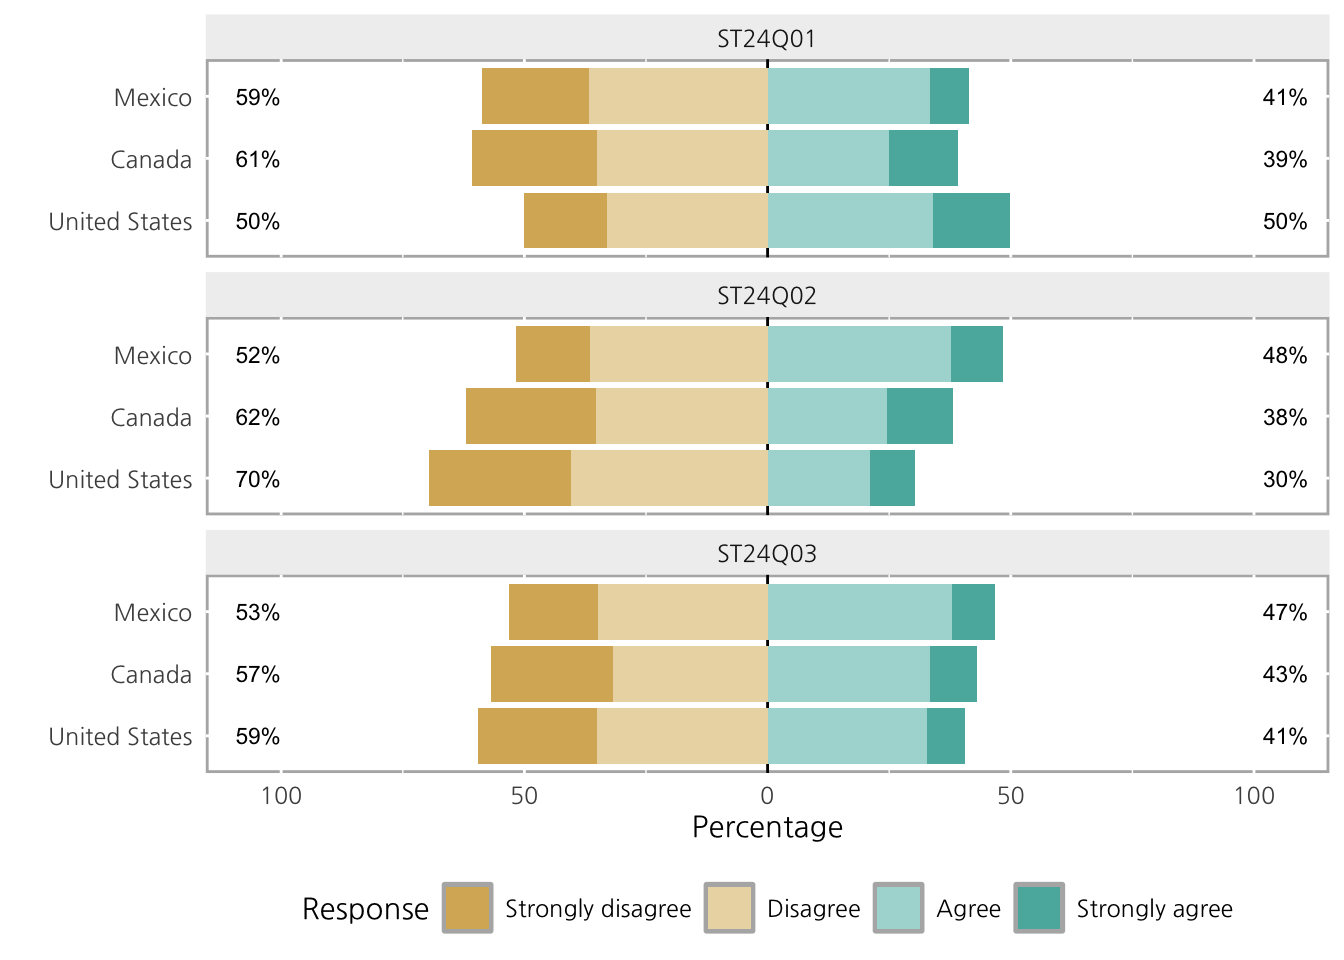 ST24Q01
Mexico 59% 41%
Canada 61% 39%
United States 50% 50%
ST24Q02
Mexico 52% 48%
Canada 62% 38%
United States 70% 30%
ST24Q03
Mexico 53% 47%
Canada 57% 43%
United States 59% 41%
100 50 0 50 100
Percentage
Response Strongly disagree Disagree Agree Strongly agree